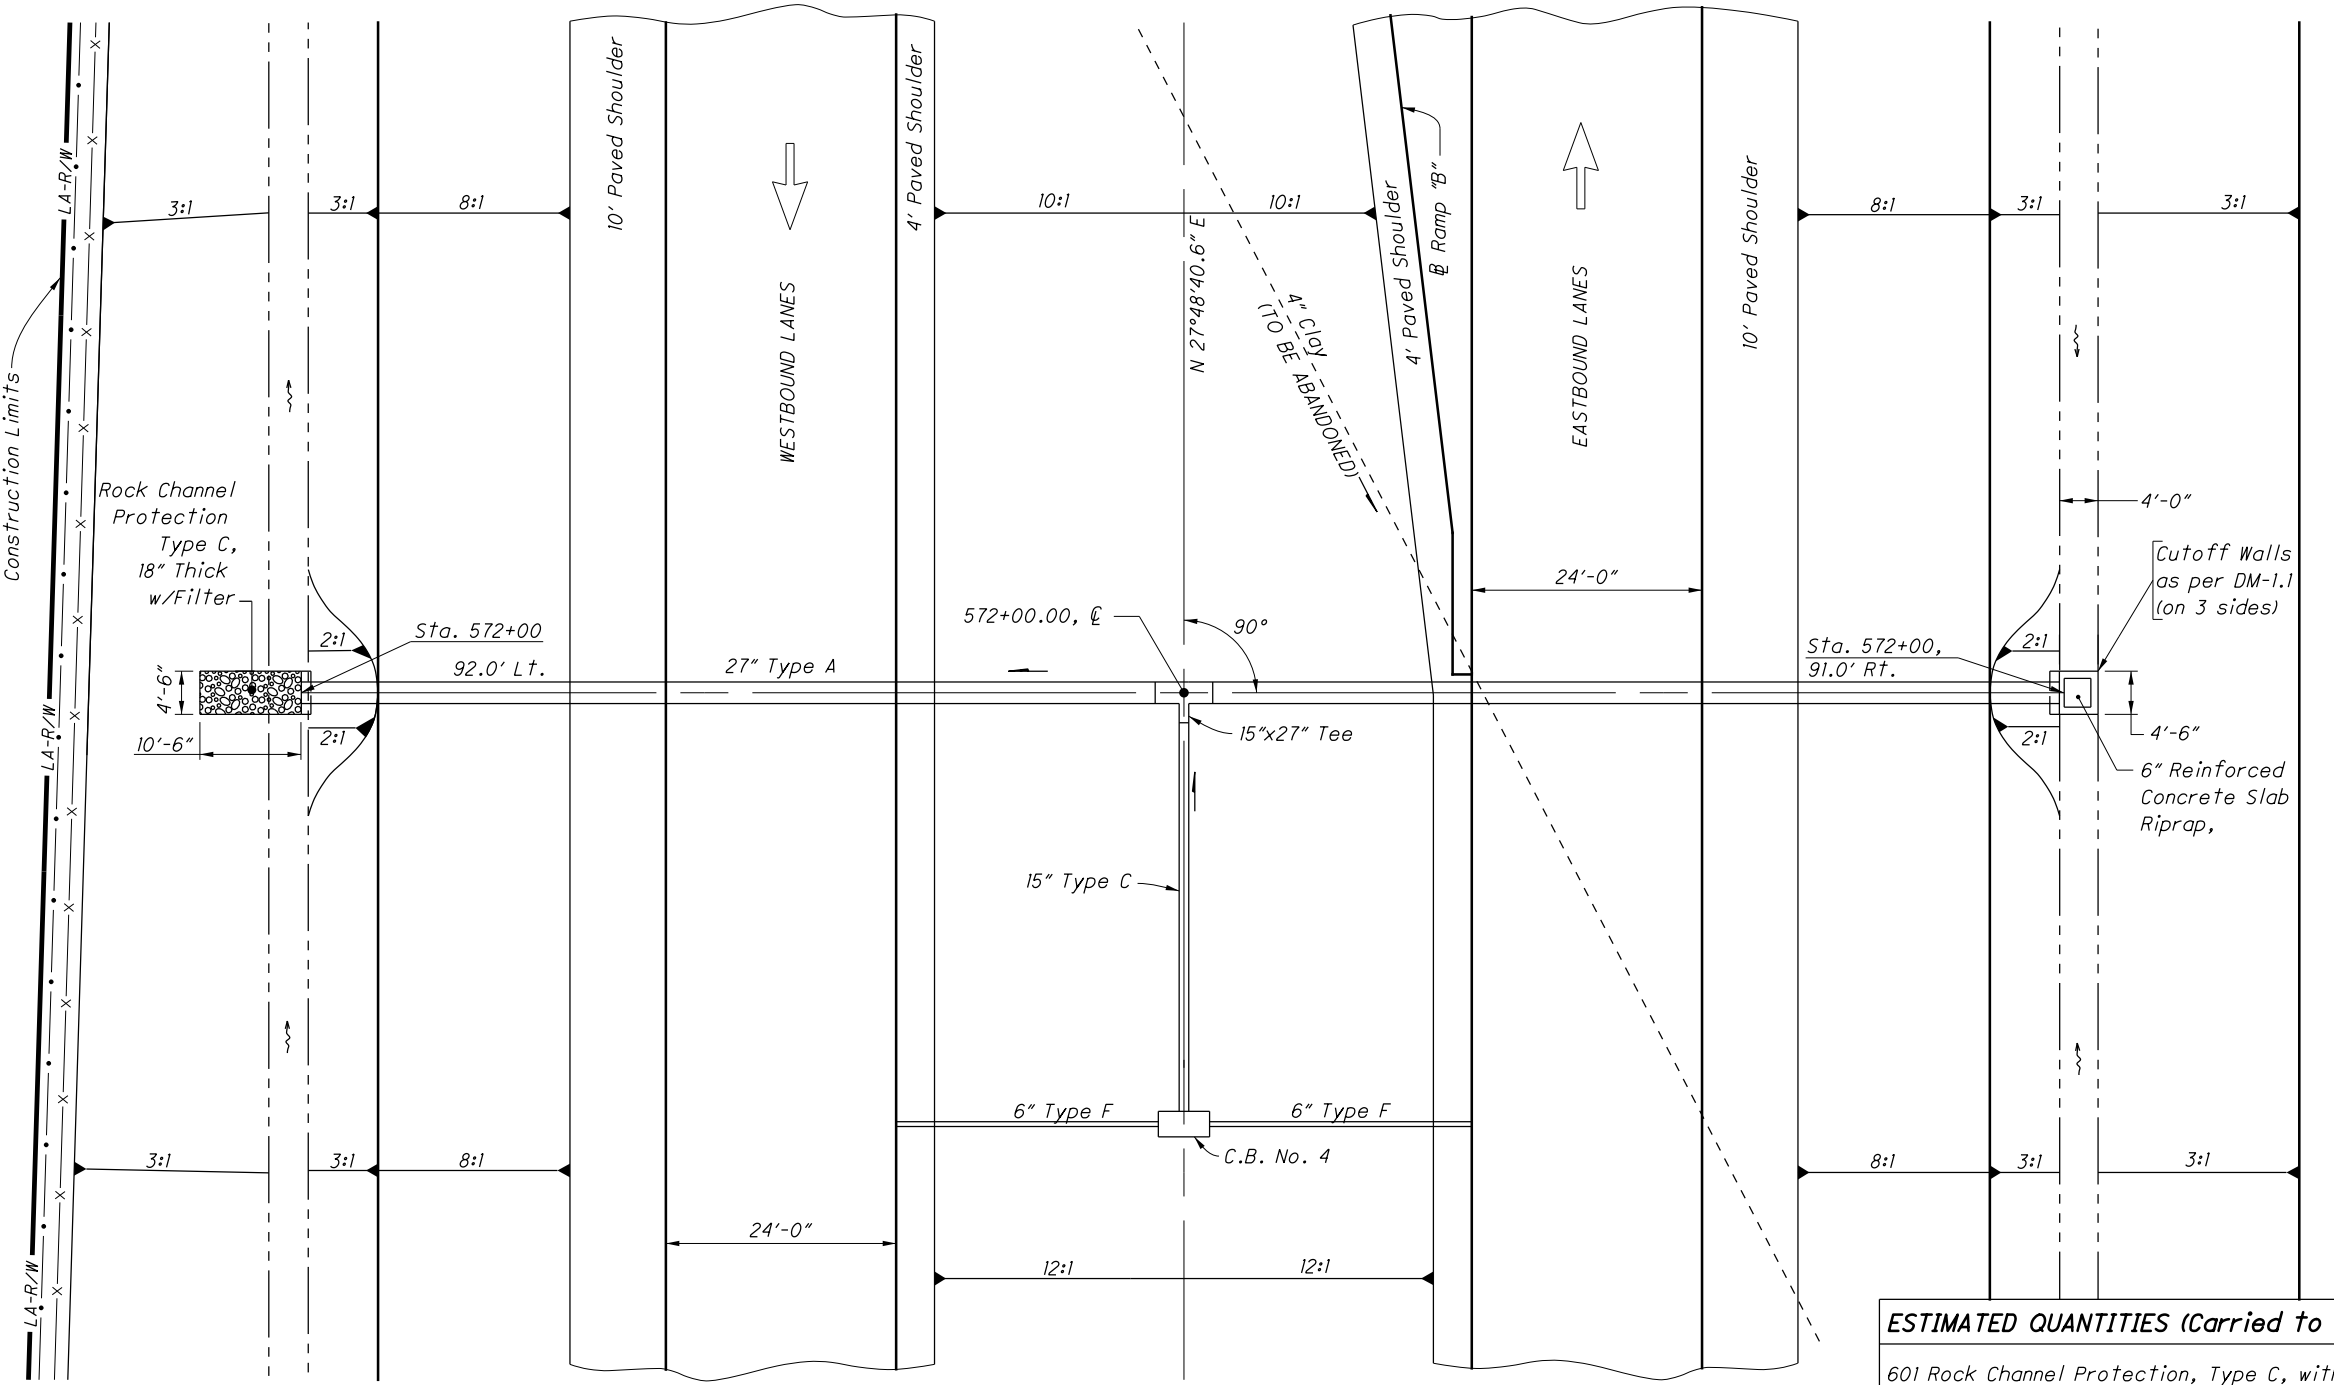 10' Paved Shoulder
4' Paved Shoulder
LA-R/W
3:1
3:1
8:1
10:1
10:1
4' Paved Shoulder
℄ Ramp "B"
10' Paved Shoulder
8:1
3:1
3:1
N 27°48'40.6" E
WESTBOUND LANES
4" Clay
(TO BE ABANDONED)
EASTBOUND LANES
Construction Limits
Rock Channel
Protection
Type C,
18" Thick
w/Filter
4'-0"
Cutoff Walls
as per DM-1.1
(on 3 sides)
24'-0"
572+00.00, ℄
90°
2:1
Sta. 572+00
92.0' Lt.
27" Type A
Sta. 572+00,
91.0' Rt.
2:1
4'-6"
LA-R/W
10'-6"
2:1
15"x27" Tee
2:1
4'-6"
6" Reinforced
Concrete Slab
Riprap,
15" Type C
6" Type F
6" Type F
C.B. No. 4
3:1
3:1
8:1
8:1
3:1
3:1
24'-0"
12:1
12:1
LA-R/W
ESTIMATED QUANTITIES (Carried to
601 Rock Channel Protection, Type C, wit